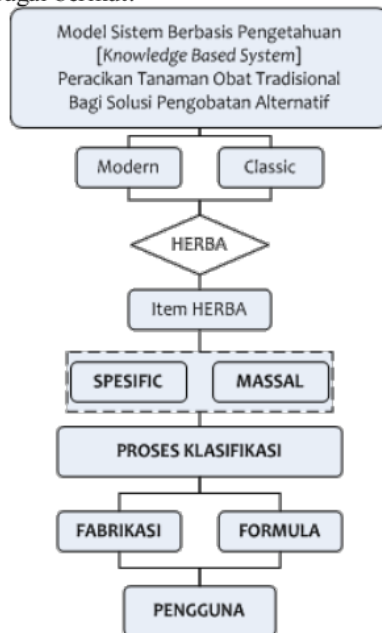 Model Sistem Berbasis Pengetahuan
[Knowledge Based System]
Peracikan Tanaman Obat Tradisional
Bagi Solusi Pengobatan Alternatif
Modern
Classic
HERBA
Item HERBA
SPESIFIC
MASSAL
PROSES KLASIFIKASI
FABRIKASI
FORMULA
PENGGUNA